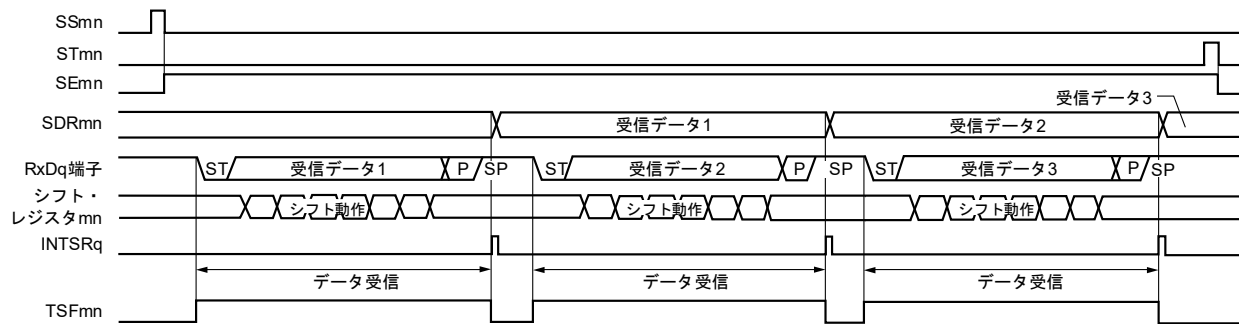 SSmn
STmn
SEmn
受信データ3
SDRmn 受信データ1 受信データ2
RxDq端子 ST 受信データ1 P SP ST 受信データ2 P SP ST 受信データ3 P SP
シフト・
レジスタmn シフト動作 シフト動作 シフト動作
INTSRq
データ受信 データ受信 データ受信
TSFmn